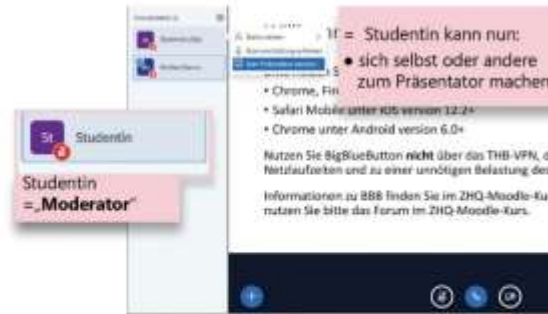 = Studentin kann nun:
• sich selbst oder andere
zum Präsentator machen
• Chrome, Fire
• Safari Mobile unter iOS version 12.2+
• Chrome unter Android version 6.0+
Nutzen Sie BigBlueButton nicht über das THB-VPN, d
Netzlaufzeiten und zu einer unnötigen Belastung des
Informationen zu BBB finden Sie im ZHQ-Moodle-Ku
nutzen Sie bitte das Forum im ZHQ-Moodle-Kurs.
St
Studentin
Studentin
=„Moderator"